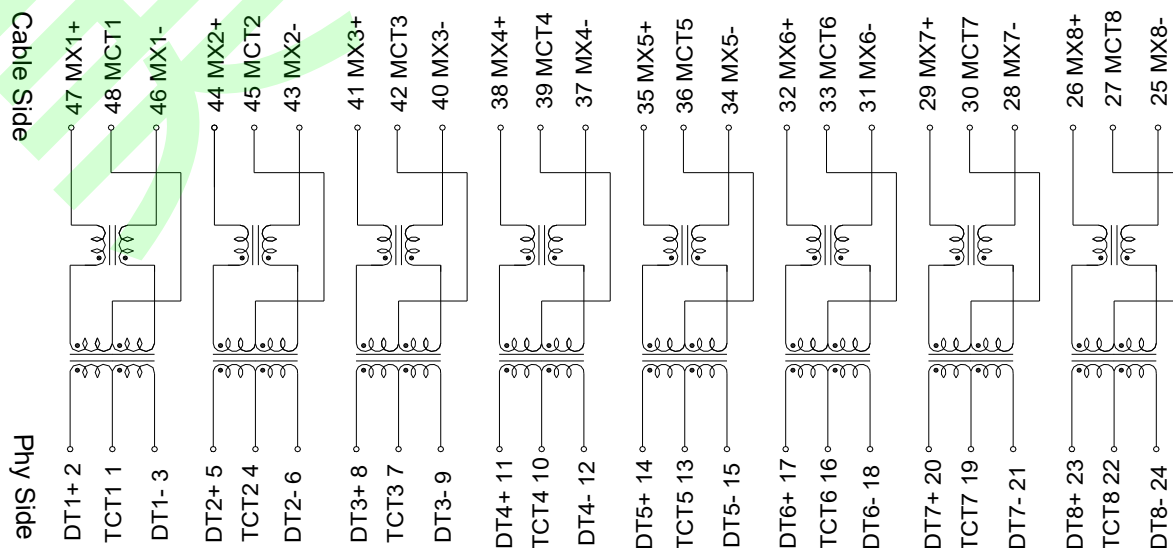 Cable Side
47 MX1+
48 MCT1
46 MX1-
44 MX2+
45 MCT2
43 MX2-
41 MX3+
42 MCT3
40 MX3-
38 MX4+
39 MCT4
37 MX4-
35 MX5+
36 MCT5
34 MX5-
32 MX6+
33 MCT6
31 MX6-
29 MX7+
30 MCT7
28 MX7-
26 MX8+
27 MCT8
25 MX8-
Phy Side
DT1+ 2
TCT1 1
DT1- 3
DT2+ 5
TCT2 4
DT2- 6
DT3+ 8
TCT3 7
DT3- 9
DT4+ 11
TCT4 10
DT4- 12
DT5+ 14
TCT5 13
DT5- 15
DT6+ 17
TCT6 16
DT6- 18
DT7+ 20
TCT7 19
DT7- 21
DT8+ 23
TCT8 22
DT8- 24